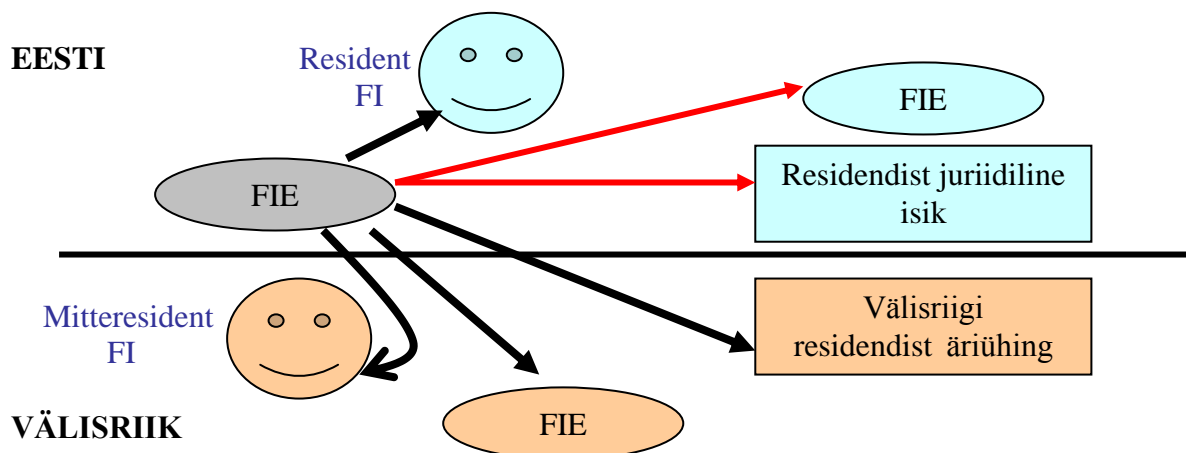 EESTI
Resident
FI
FIE
FIE
Residendist juriidiline
isik
Mitteresident
FI
Välisriigi
residendist äriühing
FIE
VÄLISRIIK